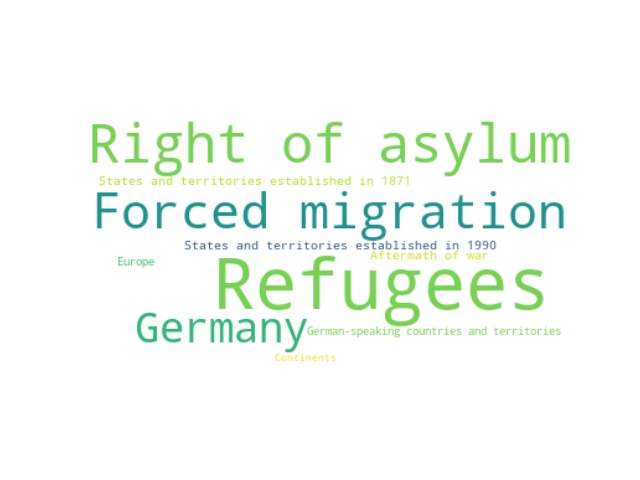 Right of asylum
States and territories established in 1871
Forced migration
States and territories established in 1990
Aftermath of war
Europe
Refugees
Germany
German-speaking countries and territories
Continents